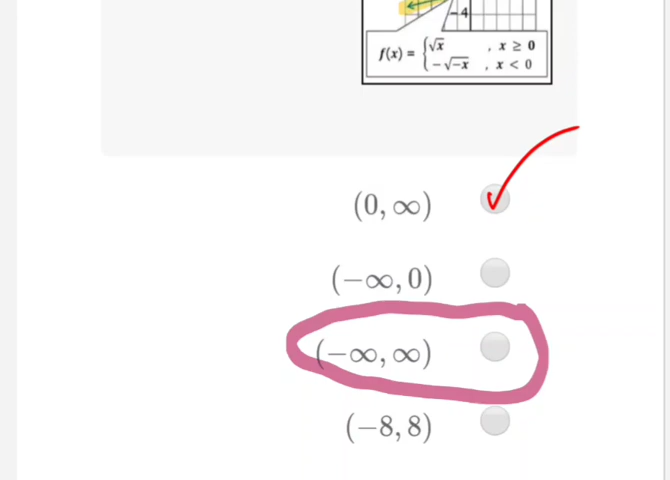 -4
f(x) = { √x , x ≥ 0
-√-x , x < 0
(0, ∞)
(-∞, 0)
(-∞, ∞)
(-8, 8)